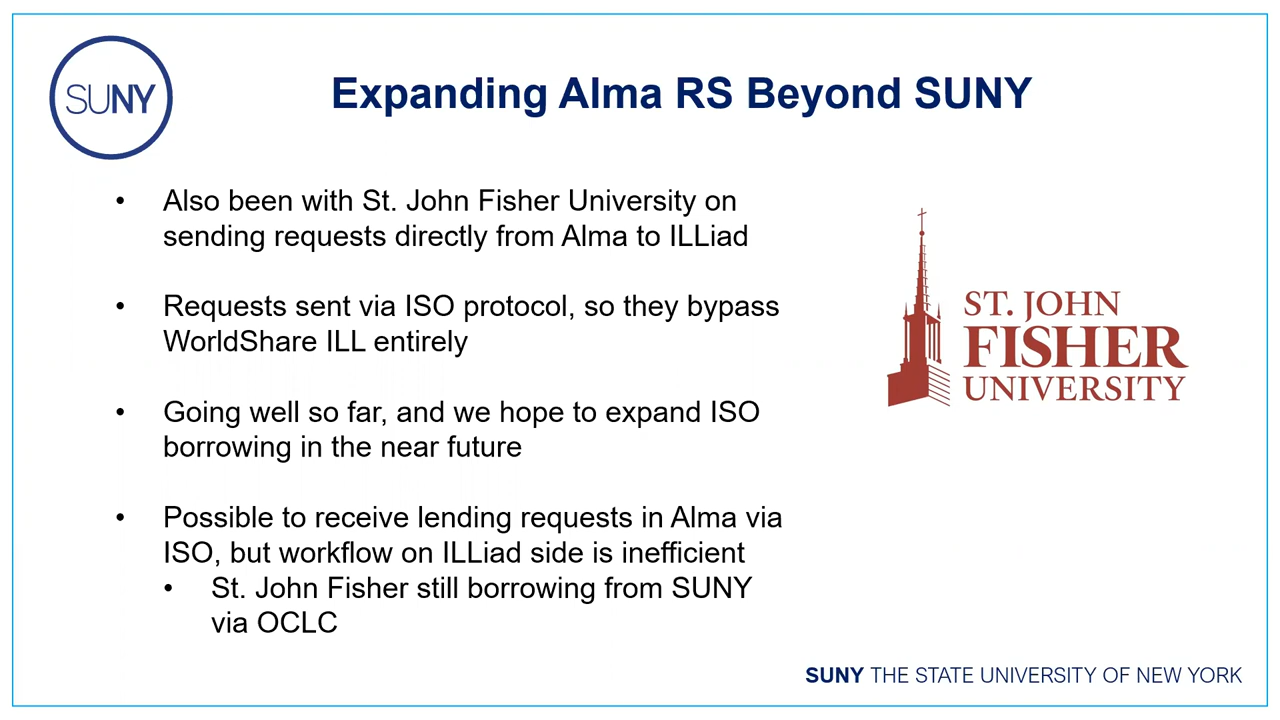 SUNY
Expanding Alma RS Beyond SUNY
• Also been with St. John Fisher University on
sending requests directly from Alma to ILLiad
• Requests sent via ISO protocol, so they bypass
WorldShare ILL entirely
• Going well so far, and we hope to expand ISO
borrowing in the near future
• Possible to receive lending requests in Alma via
ISO, but workflow on ILLiad side is inefficient
• St. John Fisher still borrowing from SUNY
via OCLC
ST. JOHN
FISHER
UNIVERSITY
SUNY THE STATE UNIVERSITY OF NEW YORK